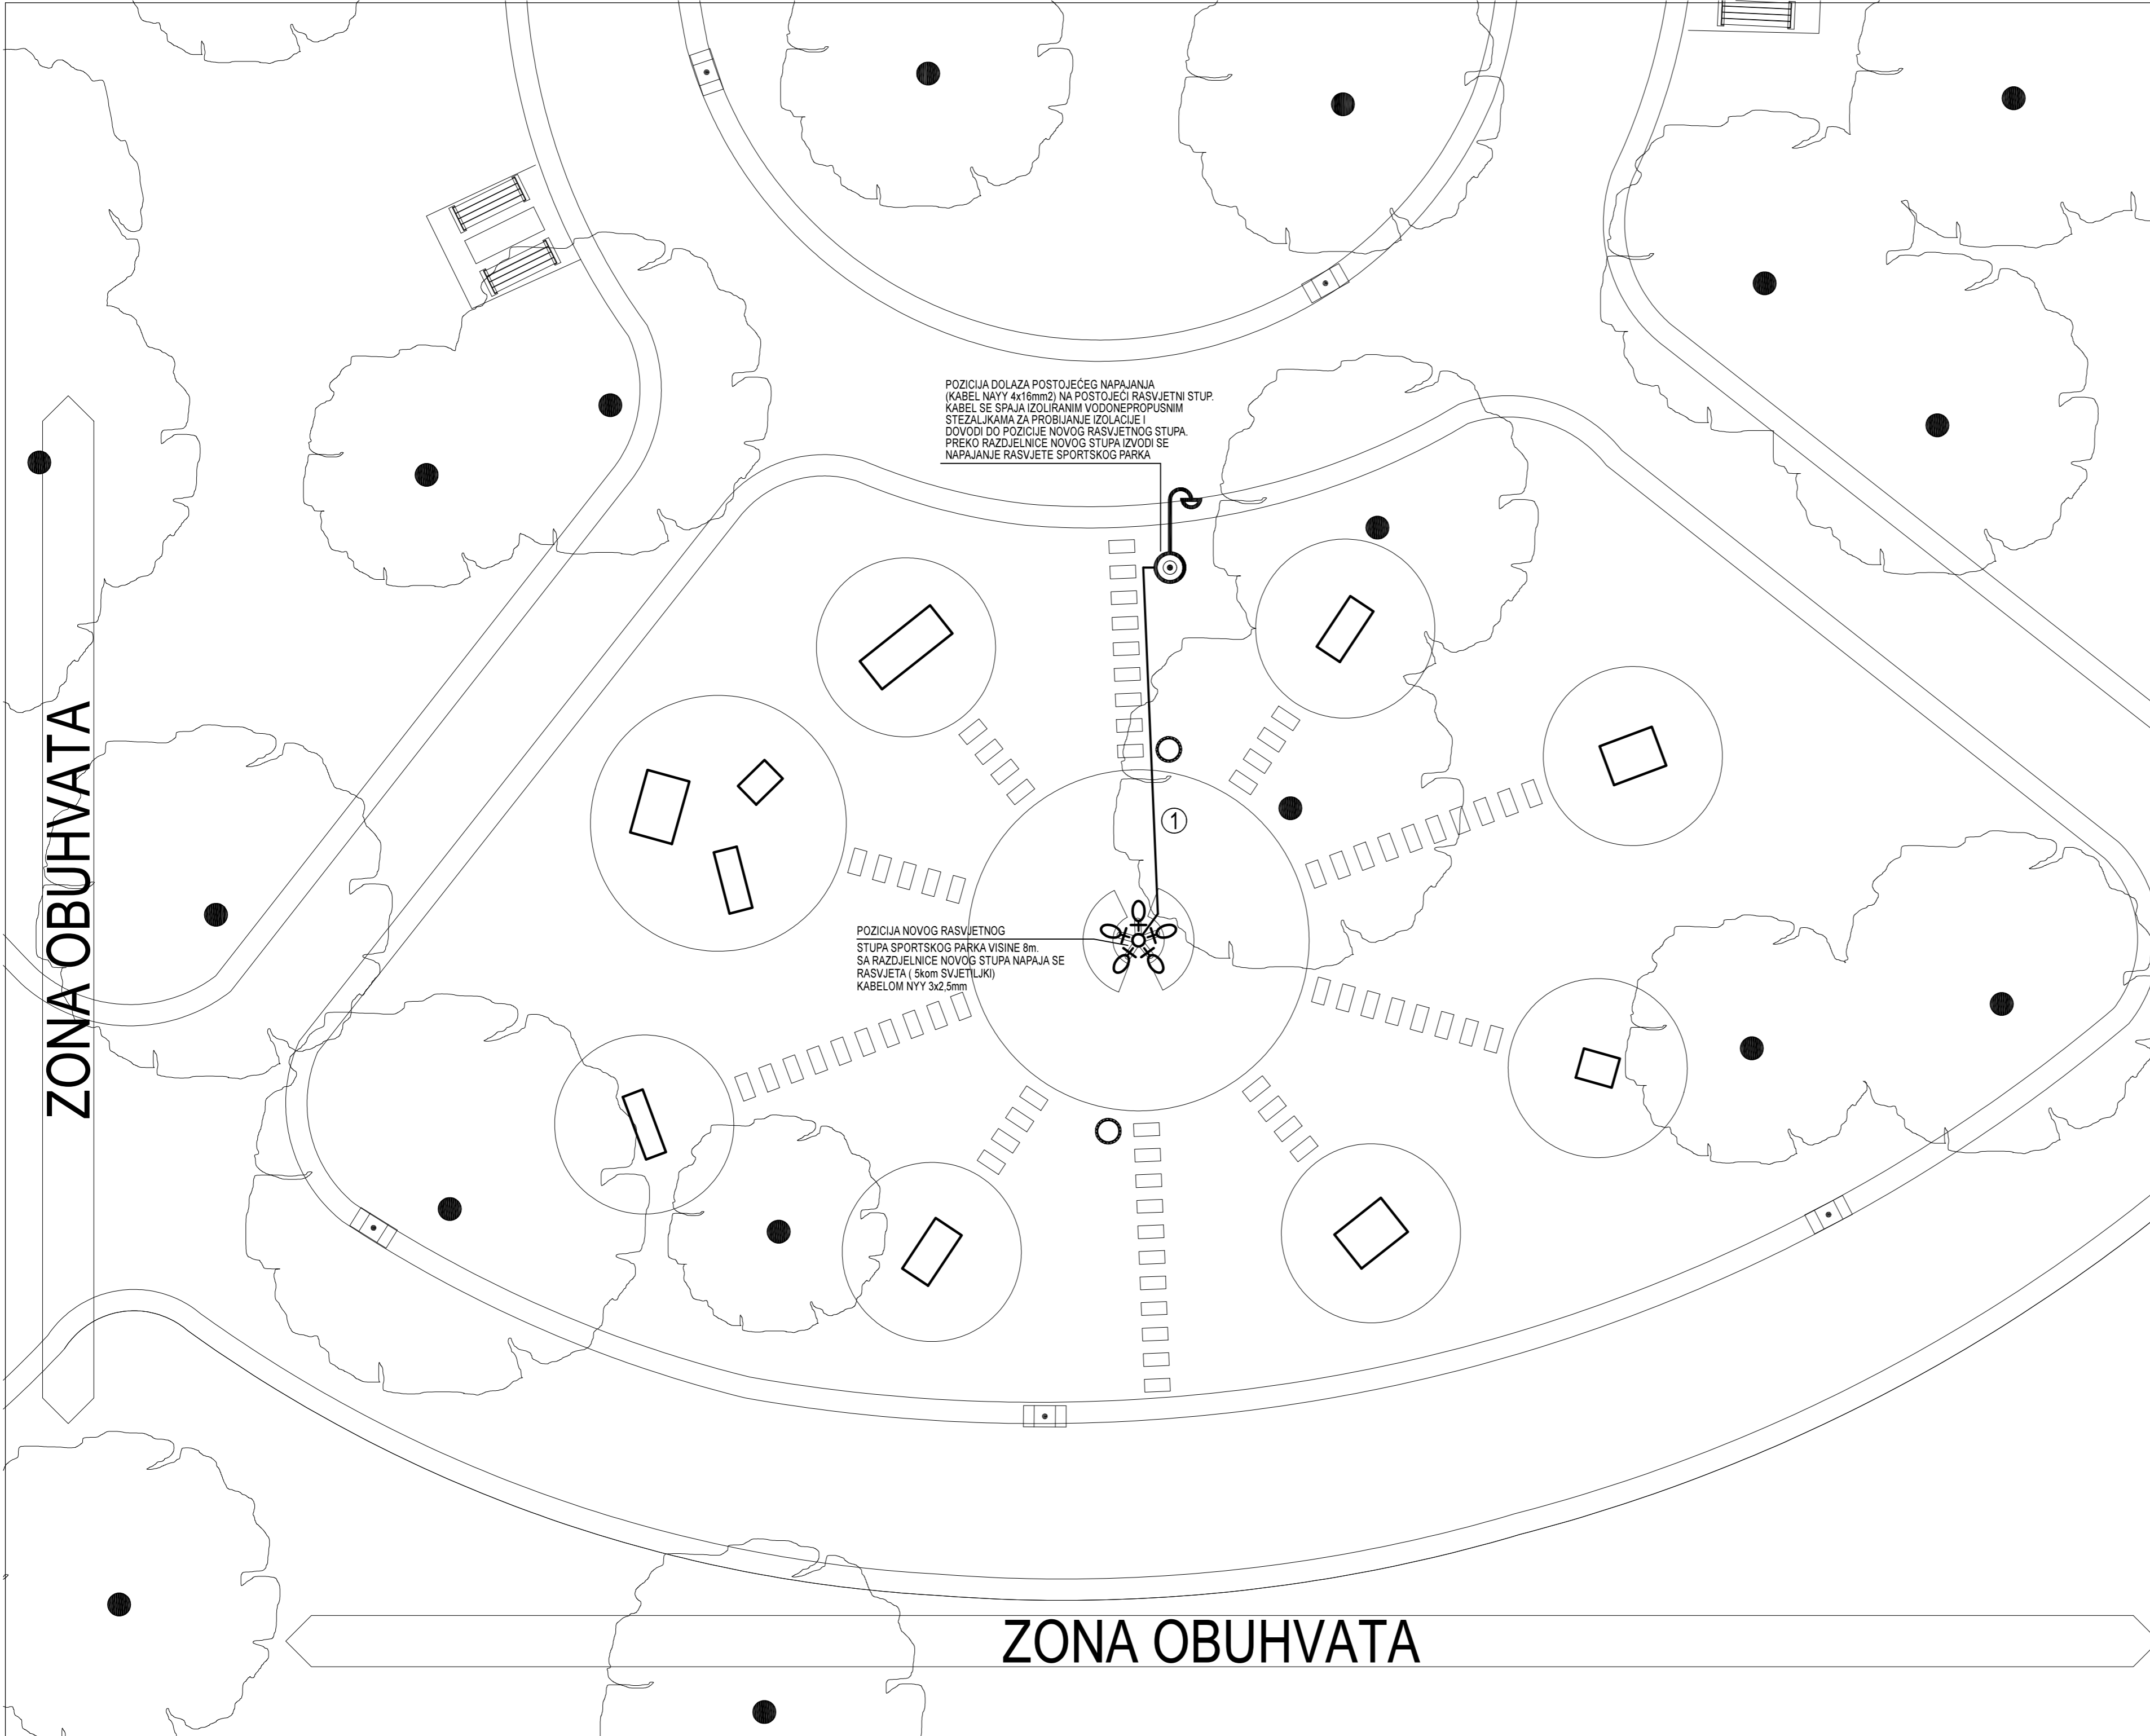 POZICIJA DOLAZA POSTOJEĆEG NAPAJANJA
(KABEL NAYY 4x16mm2) NA POSTOJEĆI RASVJETNI STUP.
KABEL SE SPAJA IZOLIRANIM VODONEPROPUSNIM
STEZALJKAMA ZA PROBIJANJE IZOLACIJE I
DOVODI DO POZICIJE NOVOG RASVJETNOG STUPA.
PREKO RAZDJELNICE NOVOG STUPA IZVODI SE
NAPAJANJE RASVJETE SPORTSKOG PARKA
ZONA OBUHVATA
1
POZICIJA NOVOG RASVJETNOG
STUPA SPORTSKOG PARKA VISINE 8m.
SA RAZDJELNICE NOVOG STUPA NAPAJA SE
RASVJETA ( 5kom SVJETILJKI)
KABELOM NYY 3x2,5mm
ZONA OBUHVATA